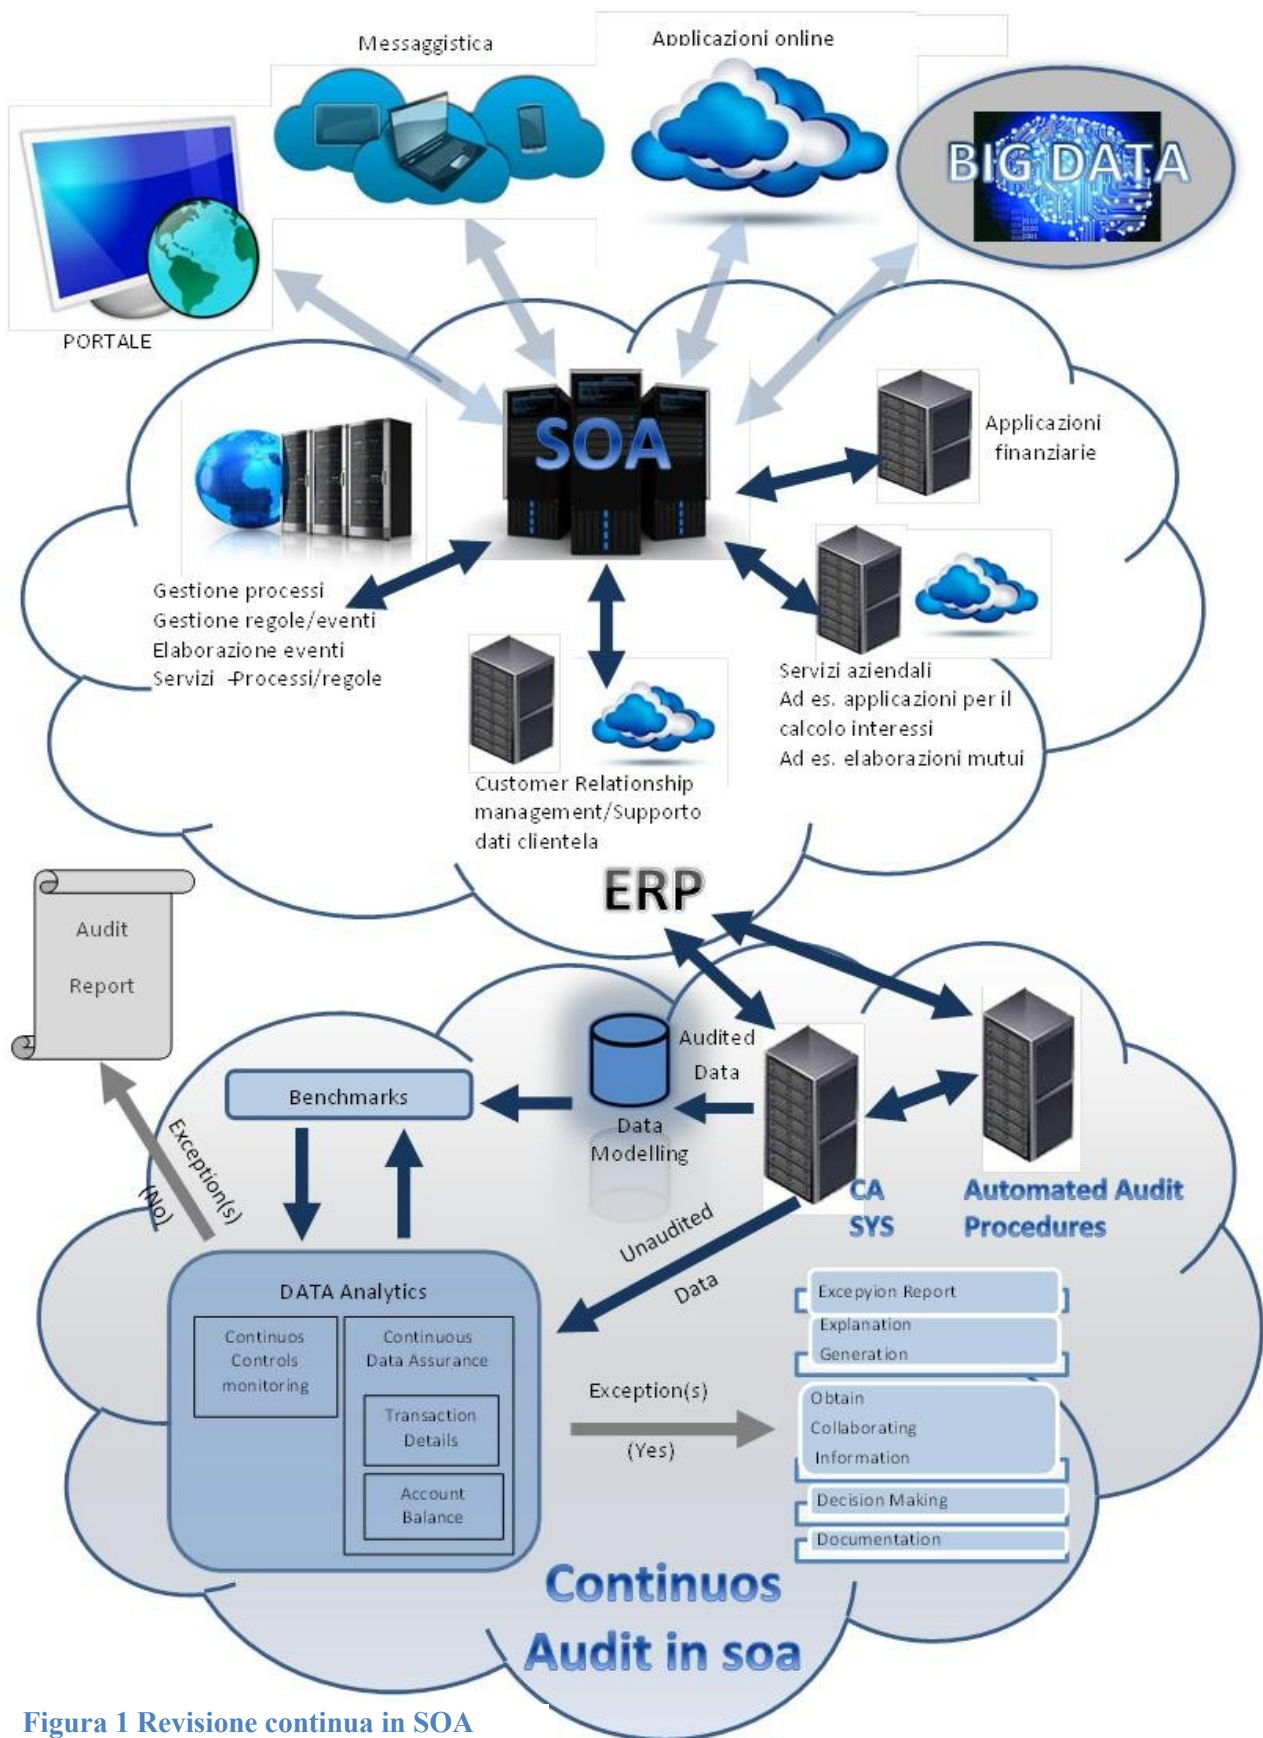 Messaggistica
Applicazioni online
BIG DATA
PORTALE
SOA
Applicazioni
finanziarie
Gestione processi
Gestione regole/eventi
Elaborazione eventi
Servizi -Processi/regole
Servizi aziendali
Ad es. applicazioni per il
calcolo interessi
Ad es. elaborazioni mutui
Customer Relationship
management/Supporto
dati clientela
ERP
Audit
Report
Audited
Data
Benchmarks
Data
Modelling
Exception(s)
(No)
CA
SYS
Automated Audit
Procedures
Unaudited
Data
DATA Analytics
Continuos
Controls
monitoring
Continuous
Data Assurance
Transaction
Details
Account
Balance
Exception(s)
(Yes)
Excepyion Report
Explanation
Generation
Obtain
Collaborating
Information
Decision Making
Documentation
Continuos
Audit in soa
Figura 1 Revisione continua in SOA